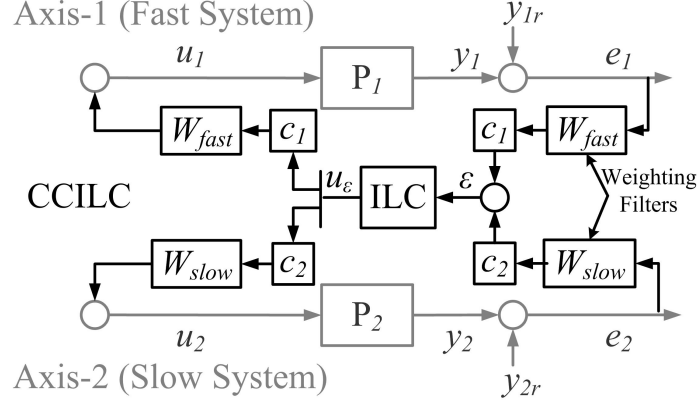 Axis-1 (Fast System)
y1r
u1
P1
y1
e1
Wfast
c1
c1
Wfast
CCILC
uε
ILC
ε
Weighting
Filters
Wslow
c2
c2
Wslow
u2
P2
y2
e2
Axis-2 (Slow System)
y2r